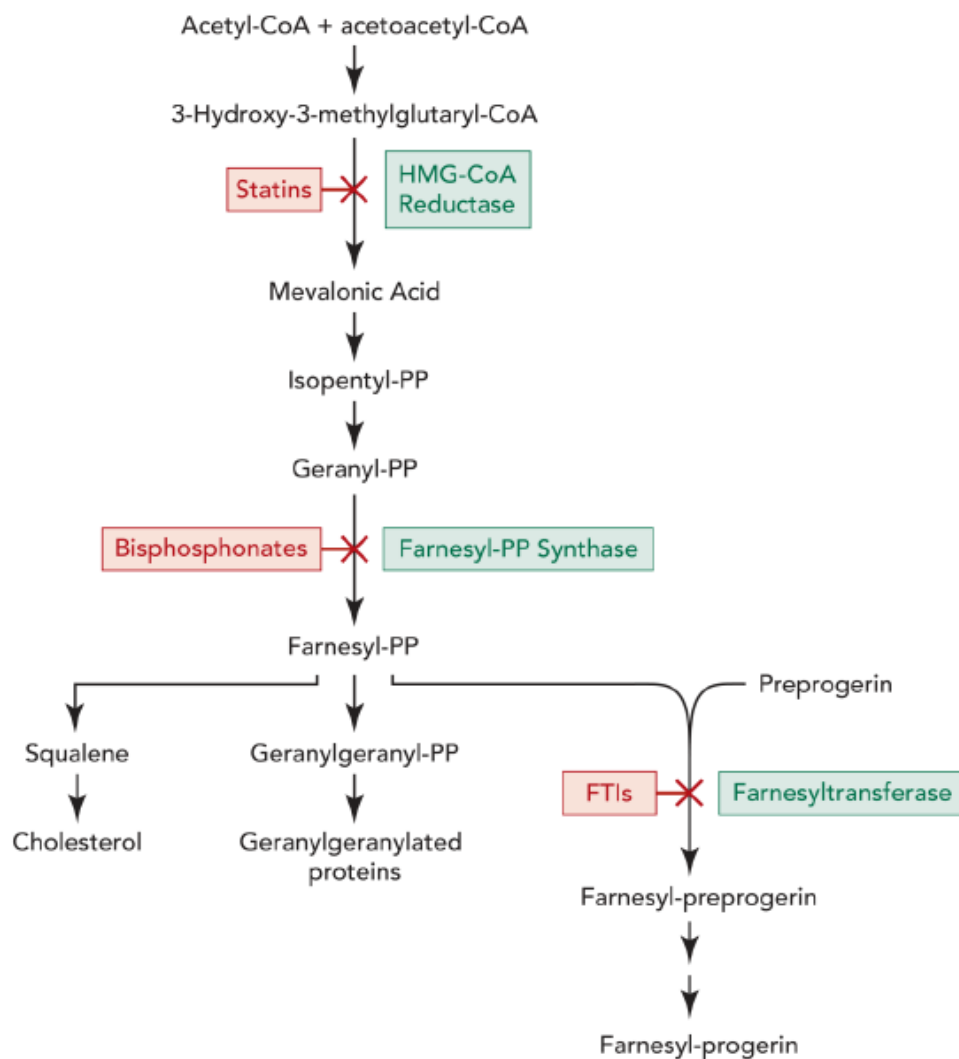 Acetyl-CoA + acetoacetyl-CoA
3-Hydroxy-3-methylglutaryl-CoA
Statins
HMG-CoA
Reductase
Mevalonic Acid
Isopentyl-PP
Geranyl-PP
Bisphosphonates
Farnesyl-PP Synthase
Farnesyl-PP
Preprogerin
Squalene
Geranylgeranyl-PP
FTIs
Farnesyltransferase
Cholesterol
Geranylgeranylated
proteins
Farnesyl-preprogerin
Farnesyl-progerin